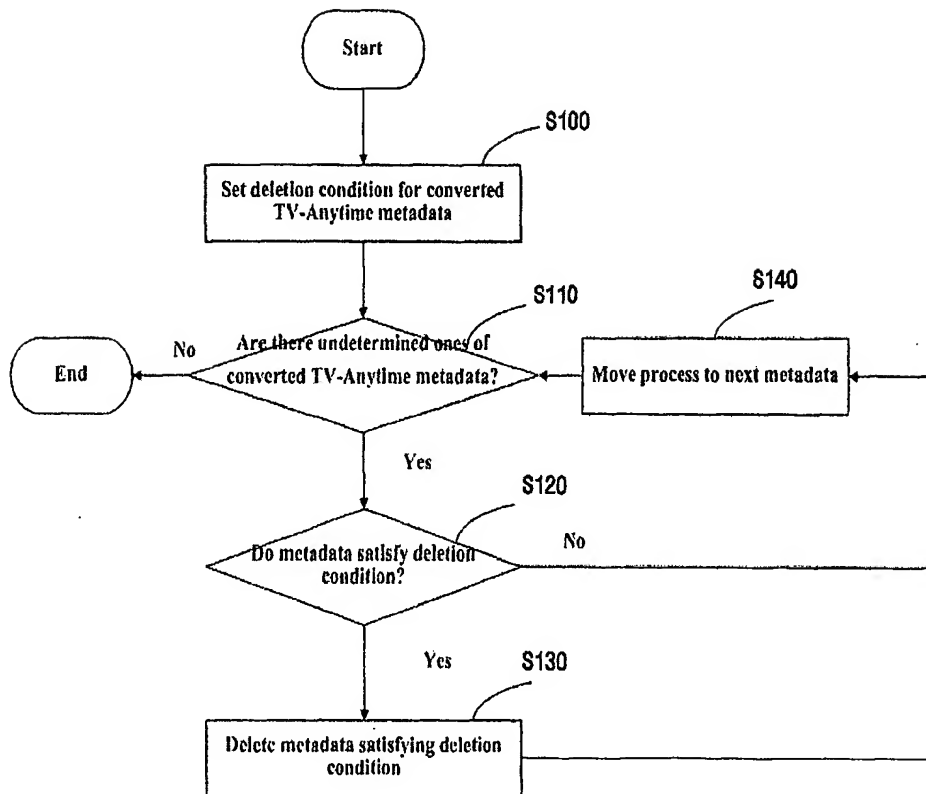 Start
S100
Set deletion condition for converted
TV-Anytime metadata
S110
S140
Are there undetermined ones of
converted TV-Anytime metadata?
No
End
Move process to next metadata
Yes
S120
Do metadata satisfy deletion
condition?
No
Yes
S130
Delete metadata satisfying deletion
condition